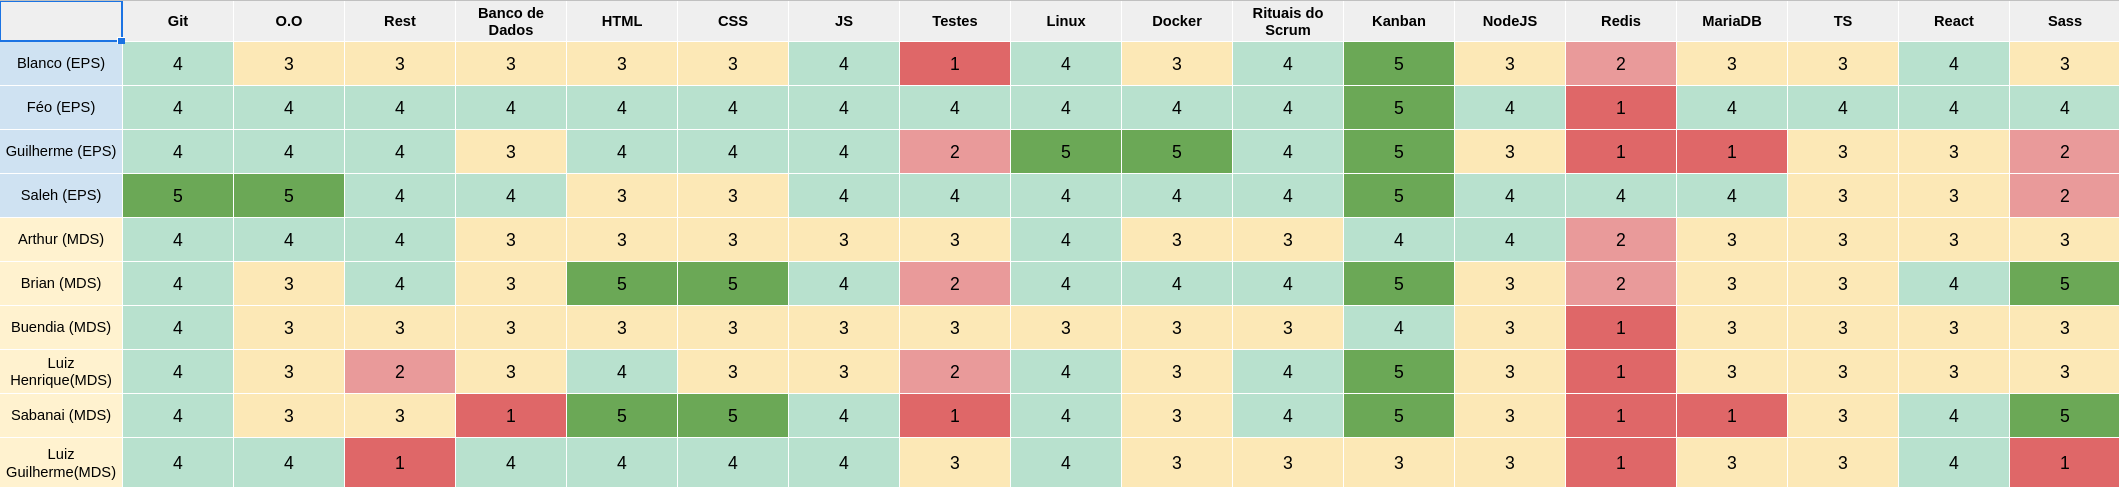 Git O.O Rest Banco de Dados HTML CSS JS Testes Linux Docker Rituais do Scrum Kanban NodeJS Redis MariaDB TS React Sass
Blanco (EPS) 4 3 3 3 3 3 4 1 4 3 4 5 3 2 3 3 4 3
Féo (EPS) 4 4 4 4 4 4 4 4 4 4 4 5 4 1 4 4 4 4
Guilherme (EPS) 4 4 4 3 4 4 4 2 5 5 4 5 3 1 1 3 3 2
Saleh (EPS) 5 5 4 4 3 3 4 4 4 4 4 5 4 4 4 3 3 2
Arthur (MDS) 4 4 4 3 3 3 3 3 4 3 3 4 4 2 3 3 3 3
Brian (MDS) 4 3 4 3 5 5 4 2 4 4 4 5 3 2 3 3 4 5
Buendia (MDS) 4 3 3 3 3 3 3 3 3 3 3 4 3 1 3 3 3 3
Luiz Henrique(MDS) 4 3 2 3 4 3 3 2 4 3 4 5 3 1 3 3 3 3
Sabanai (MDS) 4 3 3 1 5 5 4 1 4 3 4 5 3 1 1 3 4 5
Luiz Guilherme(MDS) 4 4 1 4 4 4 4 3 4 3 3 3 3 1 3 3 4 1